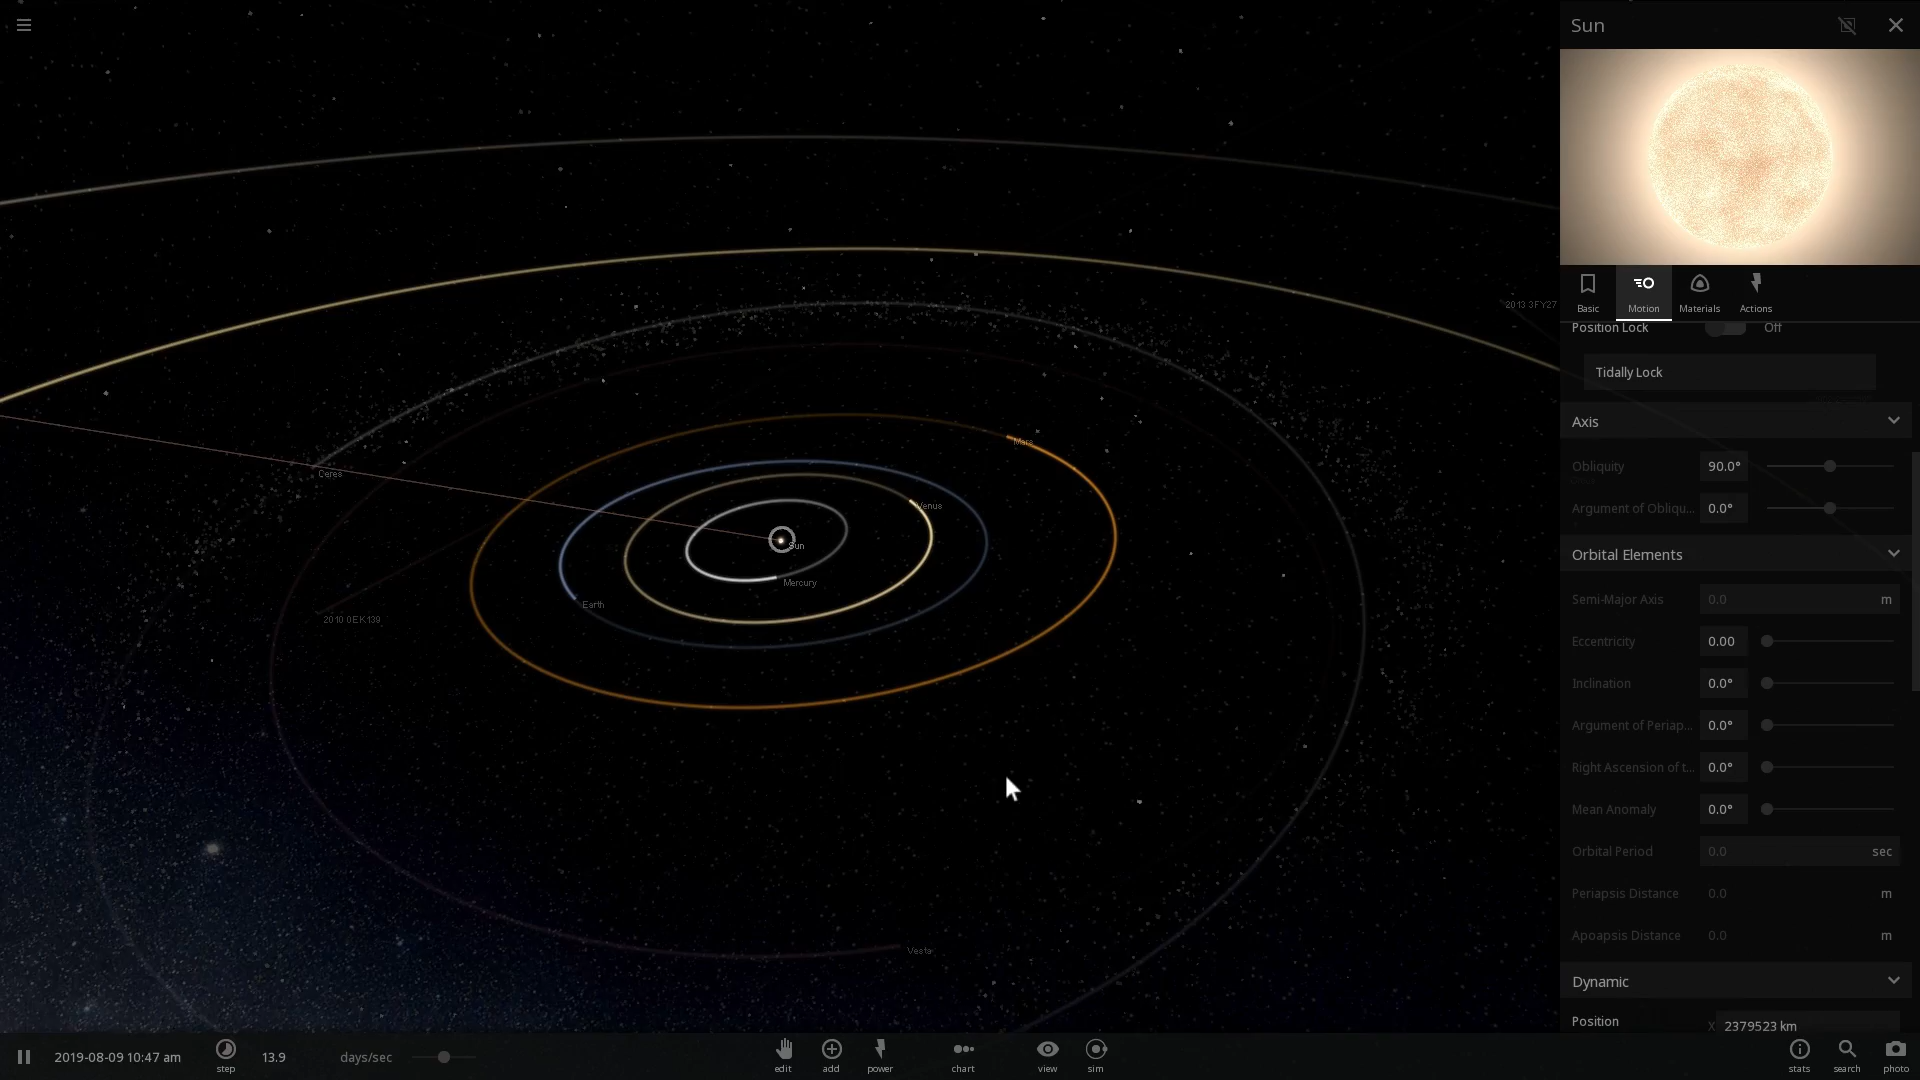 Sun
Basic
Motion
Materials
Actions
Position Lock
Off
Tidally Lock
Axis
Obliquity
90.0°
Argument of Obliqu...
0.0°
Orbital Elements
Semi-Major Axis
0.0
m
Eccentricity
0.00
Inclination
0.0°
Argument of Periap...
0.0°
Right Ascension of t...
0.0°
Mean Anomaly
0.0°
Orbital Period
0.0
sec
Periapsis Distance
0.0
m
Apoapsis Distance
0.0
m
Dynamic
Position
X
2379523 km
2013 3FY27
Mars
Ceres
Venus
Sun
Mercury
Earth
2010 0EK139
Vesta
2019-08-09 10:47 am
step
13.9
days/sec
edit
add
power
chart
view
sim
stats
search
photo